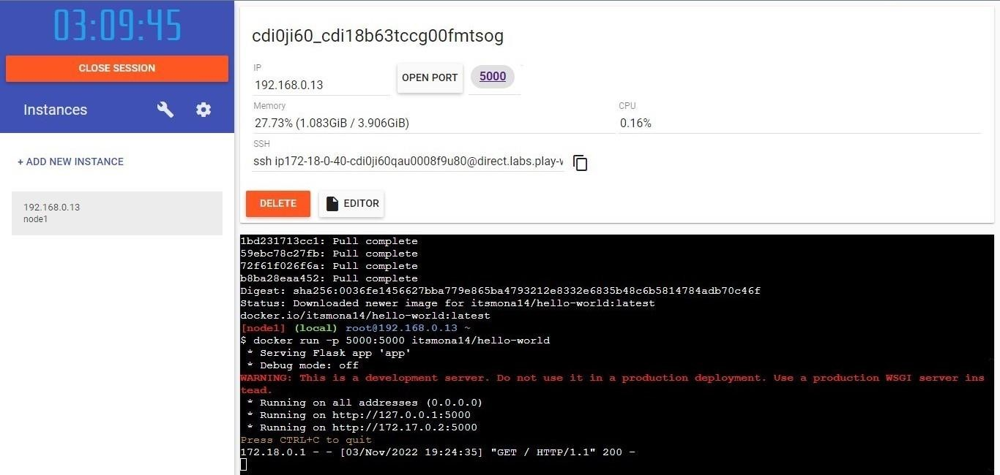 03:09:45
CLOSE SESSION
Instances
+ ADD NEW INSTANCE
192.168.0.13
node1
cdi0ji60_cdi18b63tccg00fmtsog
IP
192.168.0.13
OPEN PORT
5000
Memory
27.73% (1.083GiB / 3.906GiB)
CPU
0.16%
SSH
ssh ip172-18-0-40-cdi0ji60qau0008f9u80@direct.labs.play-w
DELETE
EDITOR
1bd231713cc1: Pull complete
59ebc78c27fb: Pull complete
72f61f026f6a: Pull complete
b8ba28eaa452: Pull complete
Digest: sha256:0036fe1456627bba779e865ba4793212e8332e6835b48c6b5814784adb70c46f
Status: Downloaded newer image for itsmona14/hello-world:latest
docker.io/itsmona14/hello-world:latest
[node1] (local) root@192.168.0.13 ~
$ docker run -p 5000:5000 itsmona14/hello-world
* Serving Flask app 'app'
* Debug mode: off
WARNING: This is a development server. Do not use it in a production deployment. Use a production WSGI server ins
tead.
* Running on all addresses (0.0.0.0)
* Running on http://127.0.0.1:5000
* Running on http://172.17.0.2:5000
Press CTRL+C to quit
172.18.0.1 - - [03/Nov/2022 19:24:35] "GET / HTTP/1.1" 200 -